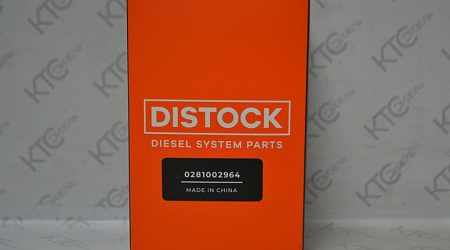 DISTOCK
DIESEL SYSTEM PARTS
0281002964
MADE IN CHINA